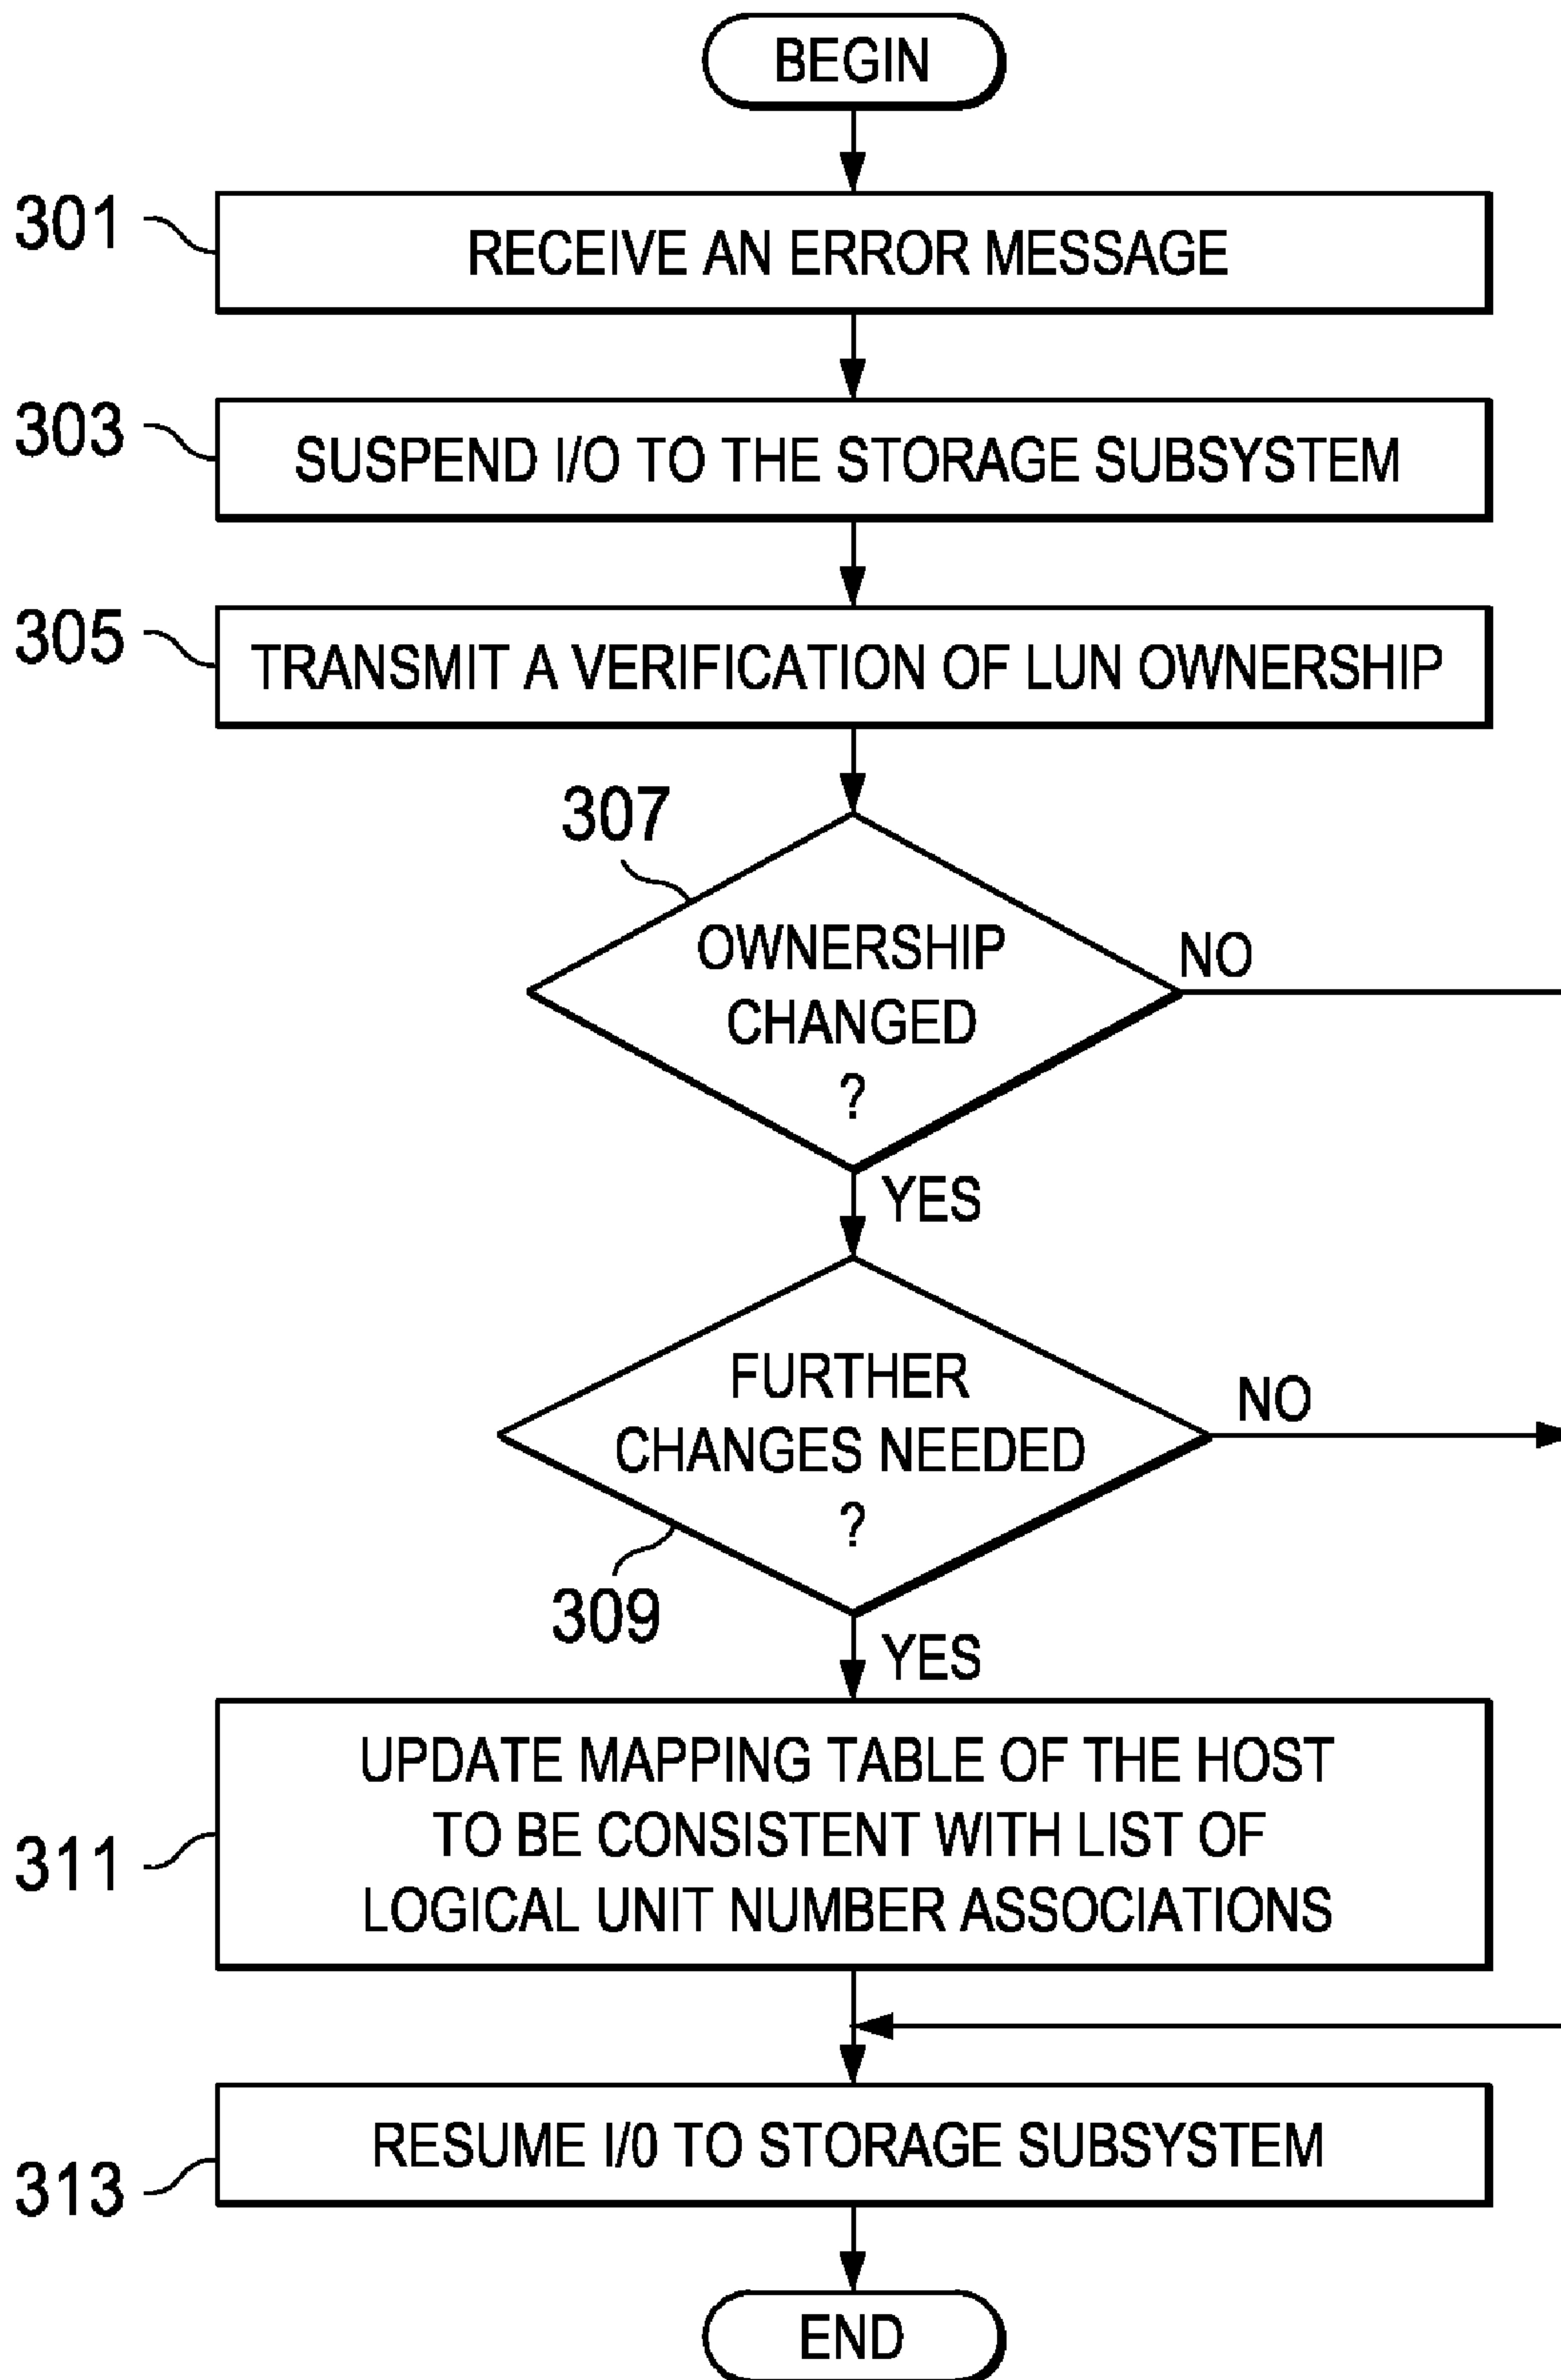 BEGIN
301
RECEIVE AN ERROR MESSAGE
303
SUSPEND I/O TO THE STORAGE SUBSYSTEM
305
TRANSMIT A VERIFICATION OF LUN OWNERSHIP
307
OWNERSHIP
CHANGED
?
NO
YES
FURTHER
CHANGES NEEDED
?
NO
309
YES
311
UPDATE MAPPING TABLE OF THE HOST
TO BE CONSISTENT WITH LIST OF
LOGICAL UNIT NUMBER ASSOCIATIONS
313
RESUME I/0 TO STORAGE SUBSYSTEM
END